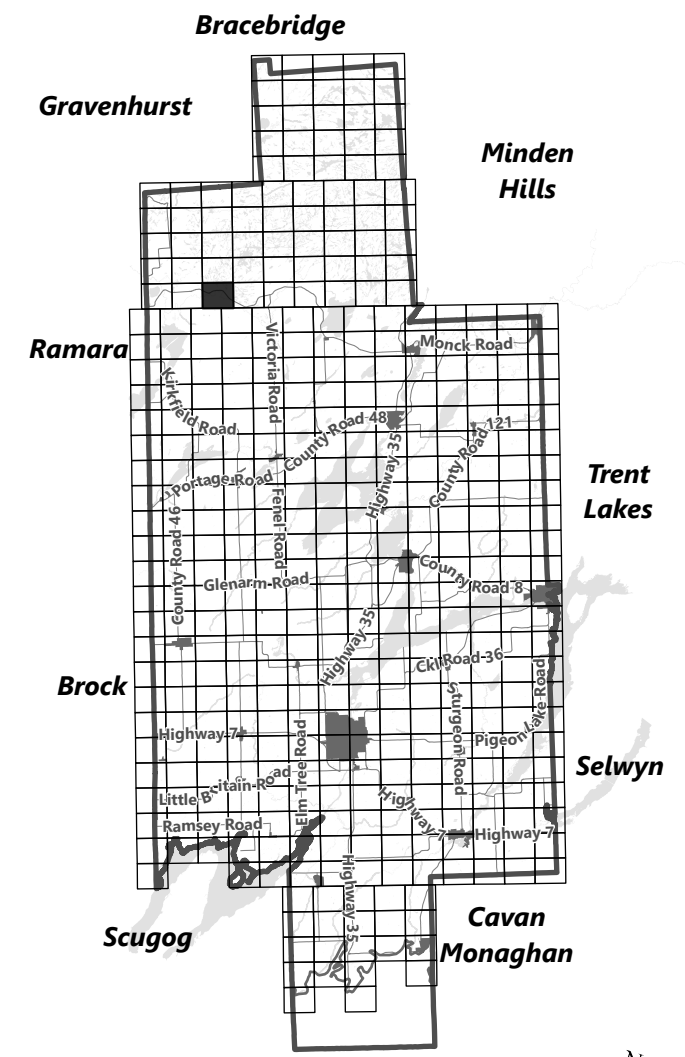 Bracebridge
Gravenhurst
Minden
Hills
Ramara
Monck Road
Victoria Road
Kirkfield Road
County Road 48
County Road 121
Highway 35
Portage Road
Trent
Lakes
Fenel Road
County Road 46
Glenarm Road
County Road 8
Highway 35
Ckl Road 36
Brock
Sturgeon Road
Pigeon Lake Road
Highway 7
Elm Tree Road
Selwyn
Little Britain Road
Highway 7
Ramsey Road
Highway 7
Highway 35
Scugog
Cavan
Monaghan
N